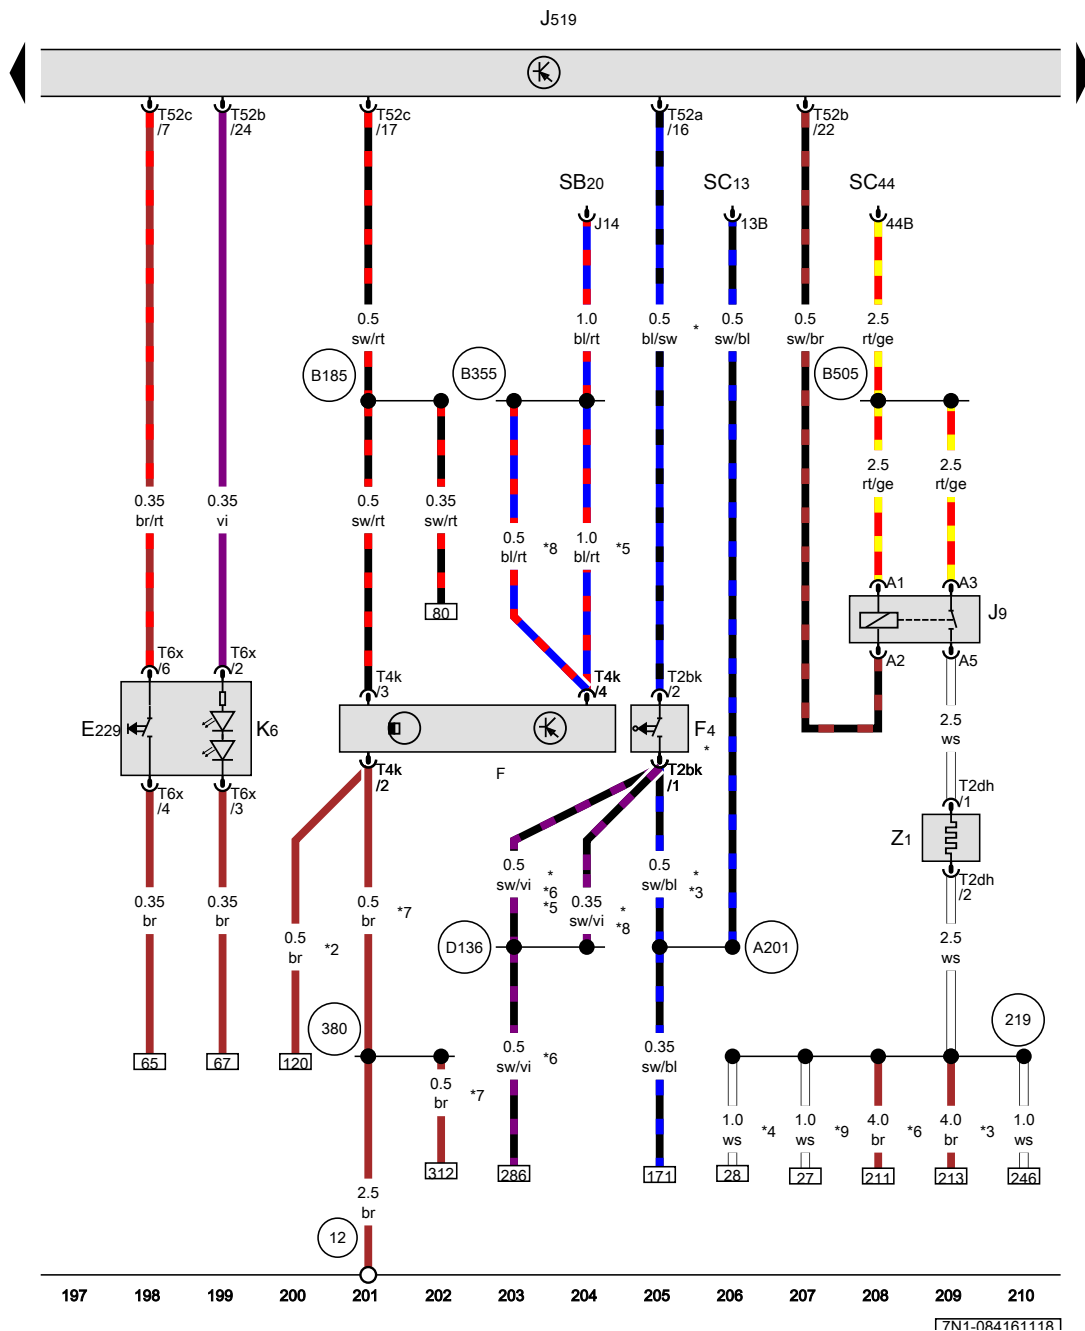 J519
T52c
/7
T52b
/24
T52c
/17
T52a
/16
T52b
/22
SB20
SC13
SC44
J14
13B
44B
0.5
sw/rt
1.0
bl/rt
0.5
bl/sw
*
0.5
sw/bl
0.5
sw/br
2.5
rt/ge
B185
B355
B505
0.35
br/rt
0.35
vi
0.5
sw/rt
0.35
sw/rt
0.5
bl/rt
*8
1.0
bl/rt
*5
2.5
rt/ge
2.5
rt/ge
80
A1
A3
J9
A2
A5
T6x
/6
T6x
/2
T4k
/3
T4k
/4
T2bk
/2
E229
K6
F
F4
*
T6x
/4
T6x
/3
T4k
/2
T2bk
/1
2.5
ws
T2dh
/1
Z1
T2dh
/2
0.35
br
0.35
br
0.5
br
*2
0.5
br
*7
0.5
sw/vi
*
*6
*5
0.35
sw/vi
*
*8
0.5
sw/bl
*
*3
2.5
ws
D136
A201
380
219
65
67
120
0.5
br
*7
0.5
sw/vi
*6
0.35
sw/bl
1.0
ws
*4
1.0
ws
*9
4.0
br
*6
4.0
br
*3
1.0
ws
312
286
171
28
27
211
213
246
2.5
br
12
197 198 199 200 201 202 203 204 205 206 207 208 209 210
7N1-084161118